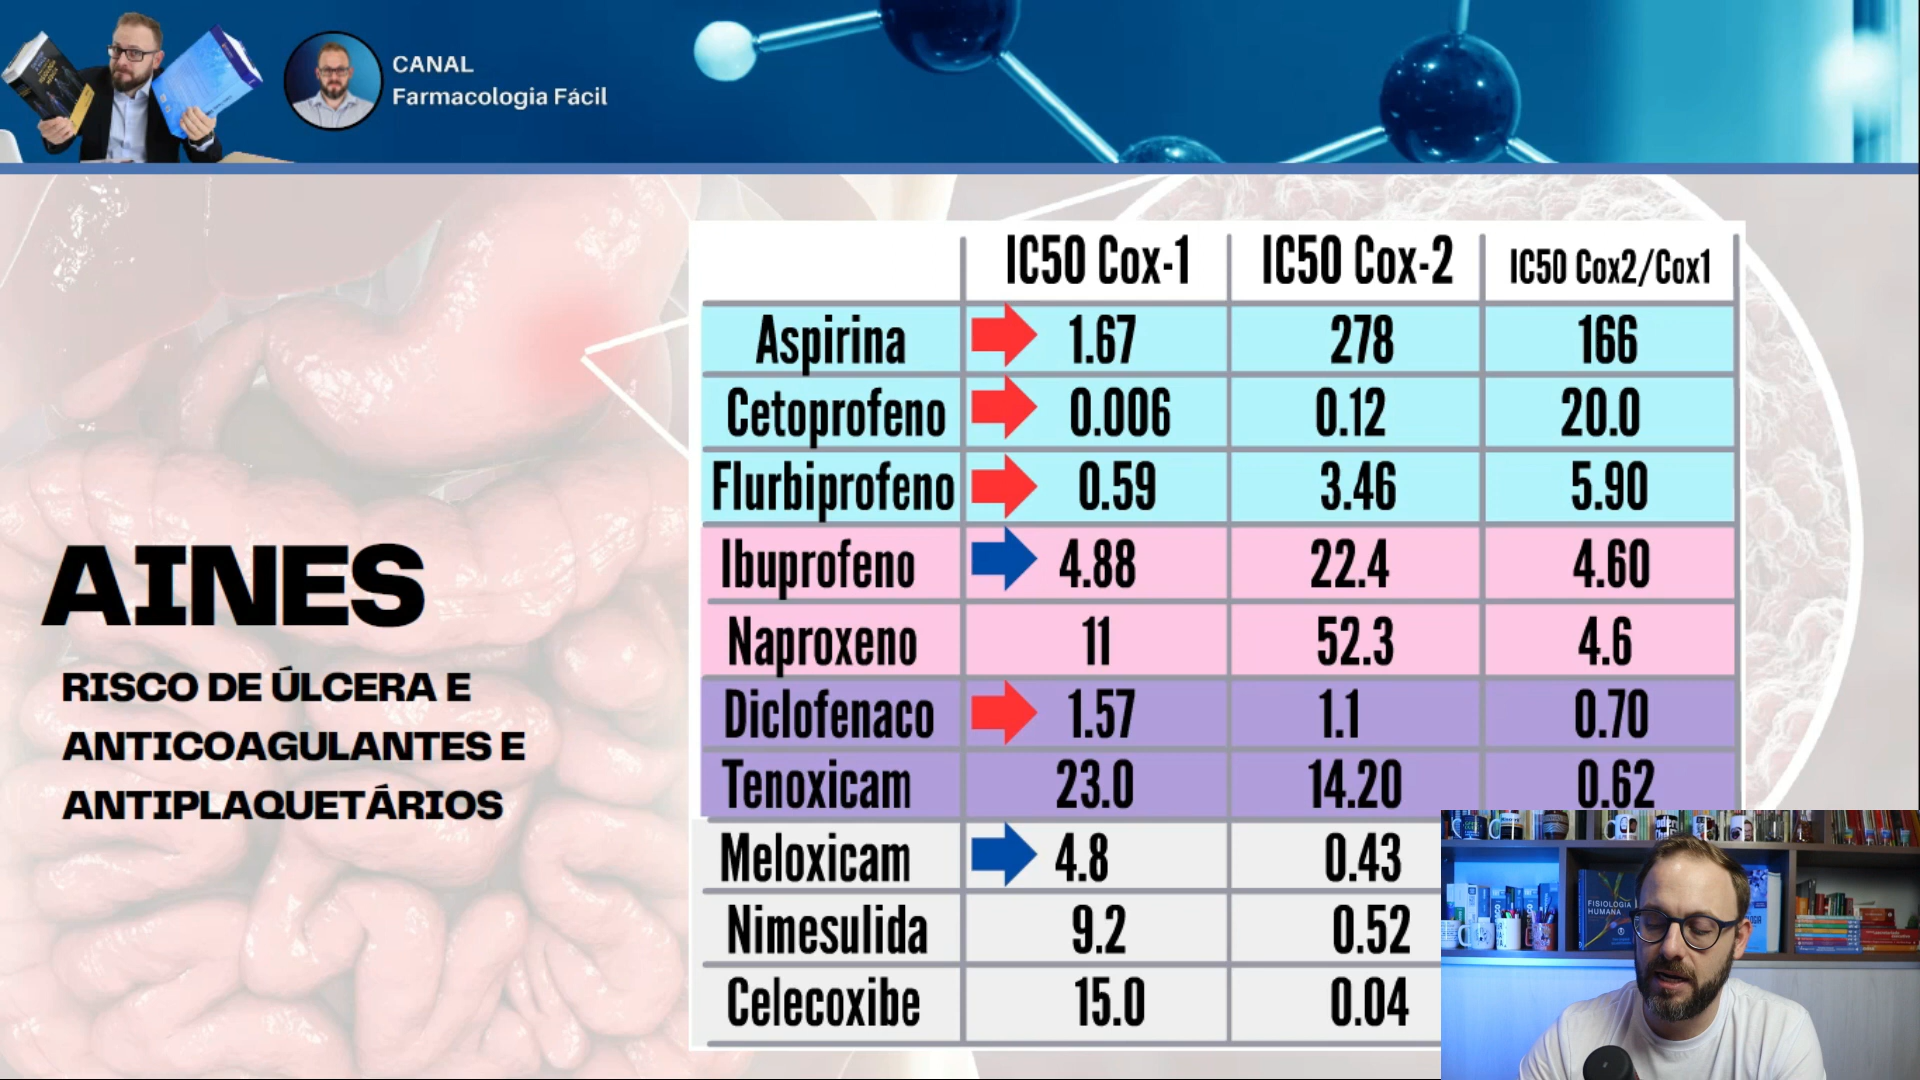 CANAL
Farmacologia Fácil
IC50 Cox-1 IC50 Cox-2 IC50 Cox2/Cox1
Aspirina 1.67 278 166
Cetoprofeno 0.006 0.12 20.0
Flurbiprofeno 0.59 3.46 5.90
Ibuprofeno 4.88 22.4 4.60
Naproxeno 11 52.3 4.6
Diclofenaco 1.57 1.1 0.70
Tenoxicam 23.0 14.20 0.62
Meloxicam 4.8 0.43
Nimesulida 9.2 0.52
Celecoxibe 15.0 0.04
AINES
RISCO DE ÚLCERA E
ANTICOAGULANTES E
ANTIPLAQUETÁRIOS
FISIOLOGIA
HUMANA